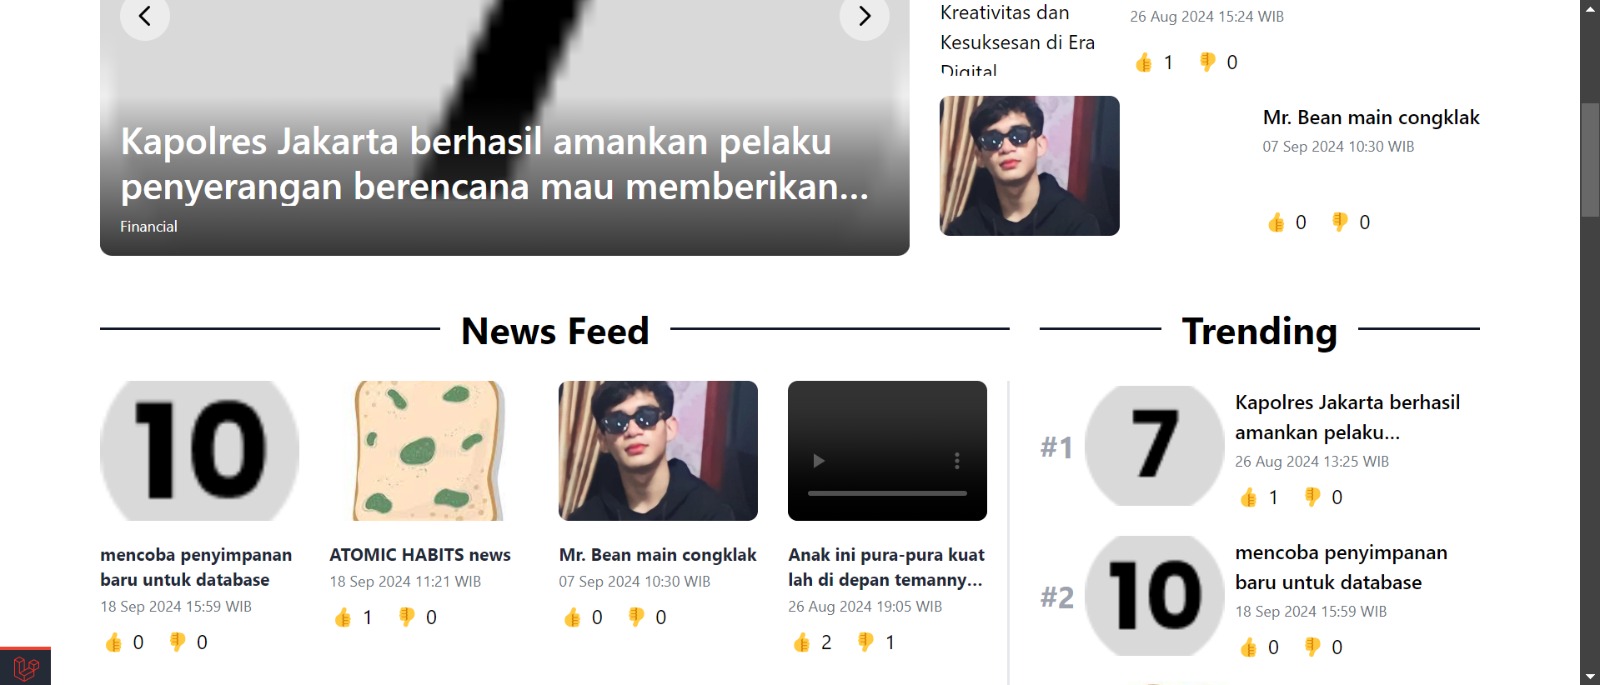 Kapolres Jakarta berhasil amankan pelaku
penyerangan berencana mau memberikan...
Financial
Kreativitas dan
Kesuksesan di Era
Digital
26 Aug 2024 15:24 WIB
👍 1 👎 0
Mr. Bean main congklak
07 Sep 2024 10:30 WIB
👍 0 👎 0
News Feed
10
mencoba penyimpanan
baru untuk database
18 Sep 2024 15:59 WIB
👍 0 👎 0
ATOMIC HABITS news
18 Sep 2024 11:21 WIB
👍 1 👎 0
Mr. Bean main congklak
07 Sep 2024 10:30 WIB
👍 0 👎 0
Anak ini pura-pura kuat
lah di depan temanny...
26 Aug 2024 19:05 WIB
👍 2 👎 1
Trending
#1
7
Kapolres Jakarta berhasil
amankan pelaku...
26 Aug 2024 13:25 WIB
👍 1 👎 0
#2
10
mencoba penyimpanan
baru untuk database
18 Sep 2024 15:59 WIB
👍 0 👎 0